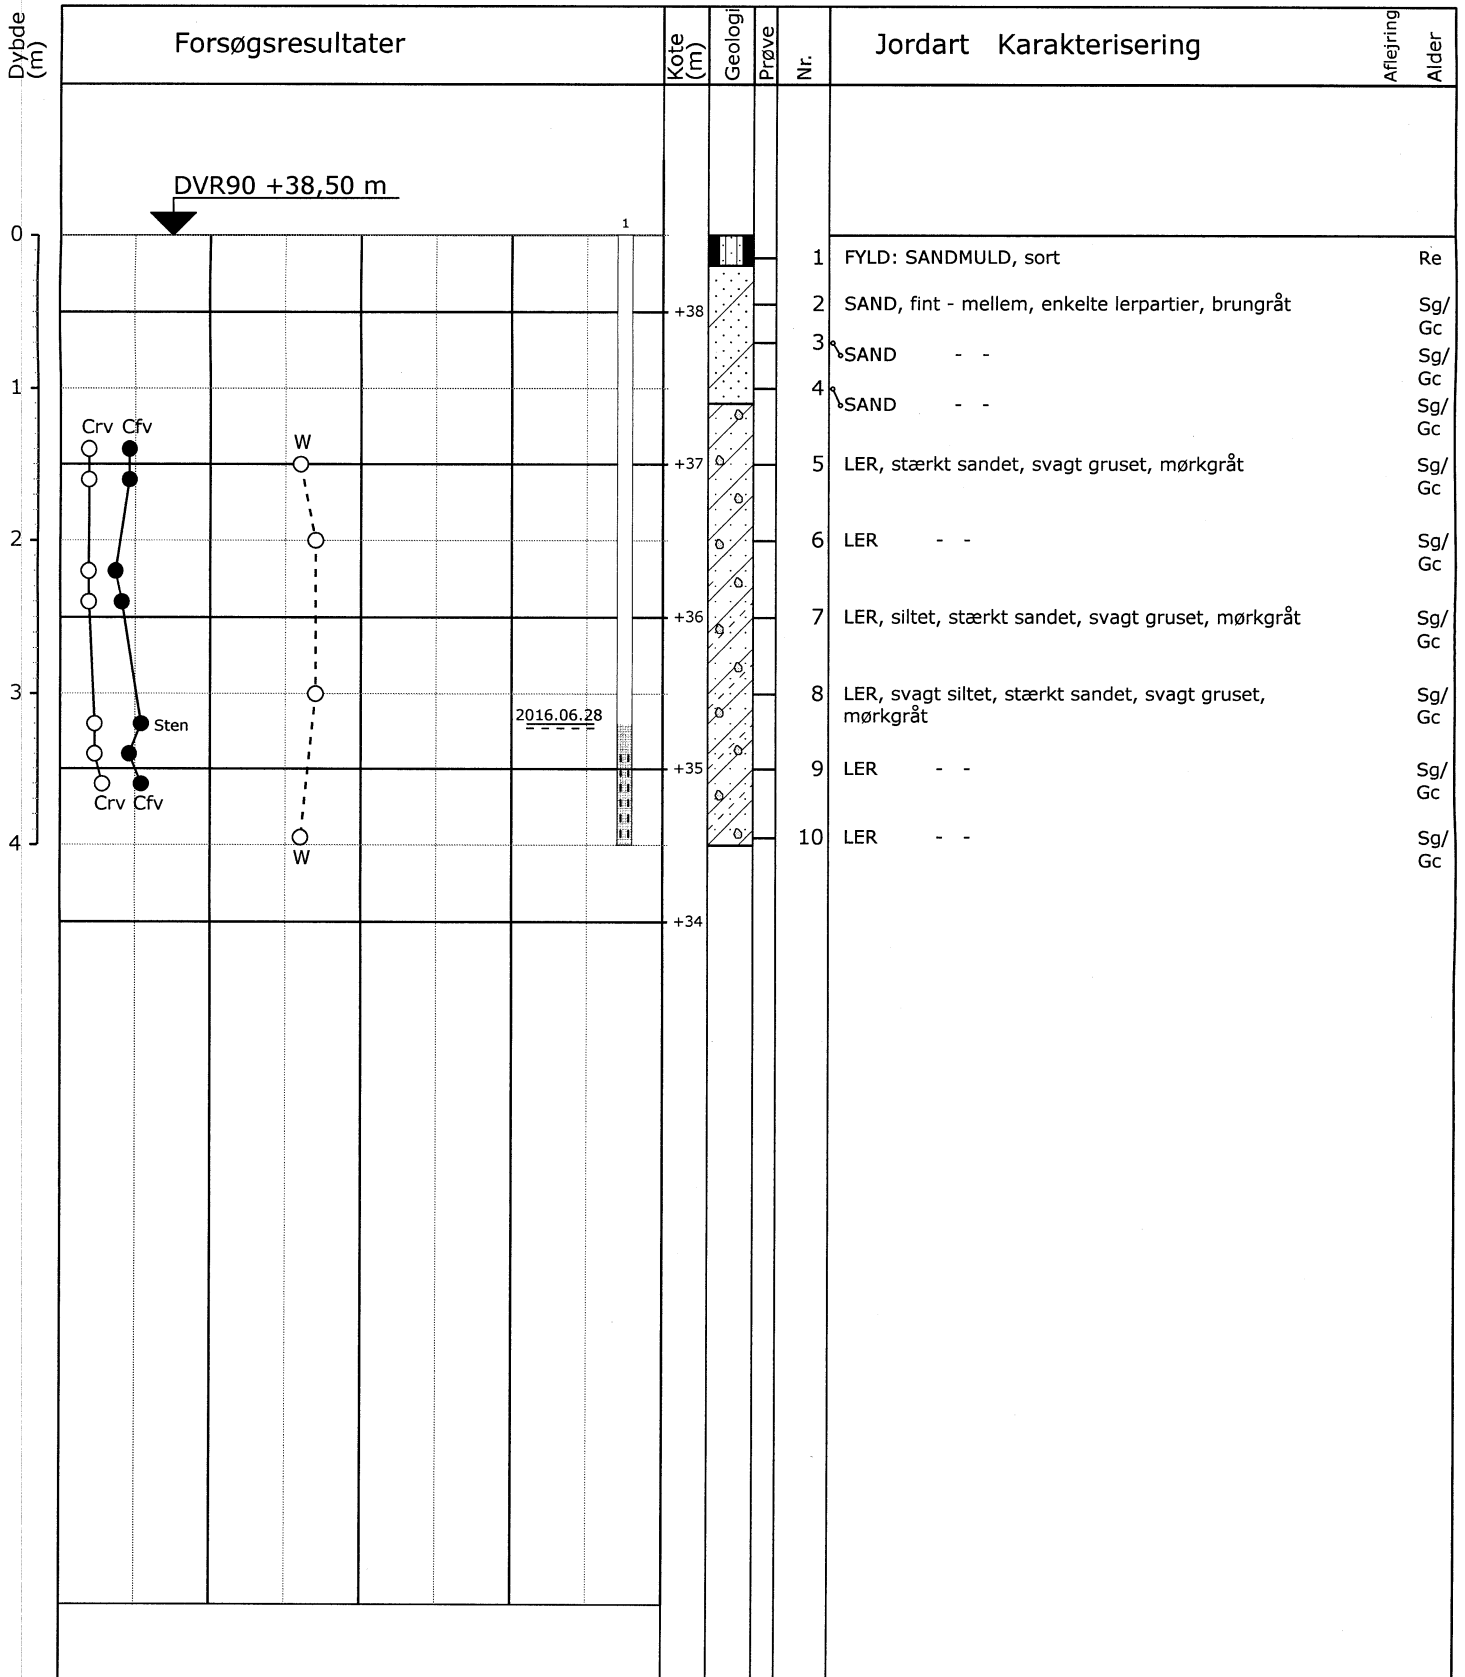 Dybde (m)
Forsøgsresultater
Kote (m)
Geologi
Prøve
Nr.
Jordart Karakterisering
Aflejring
Alder
DVR90 +38,50 m
1
0
1 FYLD: SANDMULD, sort Re
2 SAND, fint - mellem, enkelte lerpartier, brungråt Sg/
Gc
+38
3 SAND - - Sg/
Gc
1
4 SAND - - Sg/
Gc
Crv Cfv
W
+37
5 LER, stærkt sandet, svagt gruset, mørkgråt Sg/
Gc
2
6 LER - - Sg/
Gc
+36
7 LER, siltet, stærkt sandet, svagt gruset, mørkgråt Sg/
Gc
3
8 LER, svagt siltet, stærkt sandet, svagt gruset, Sg/
mørkgråt Gc
2016.06.28
Sten
+35
9 LER - - Sg/
Gc
Crv Cfv
4
10 LER - - Sg/
Gc
W
+34